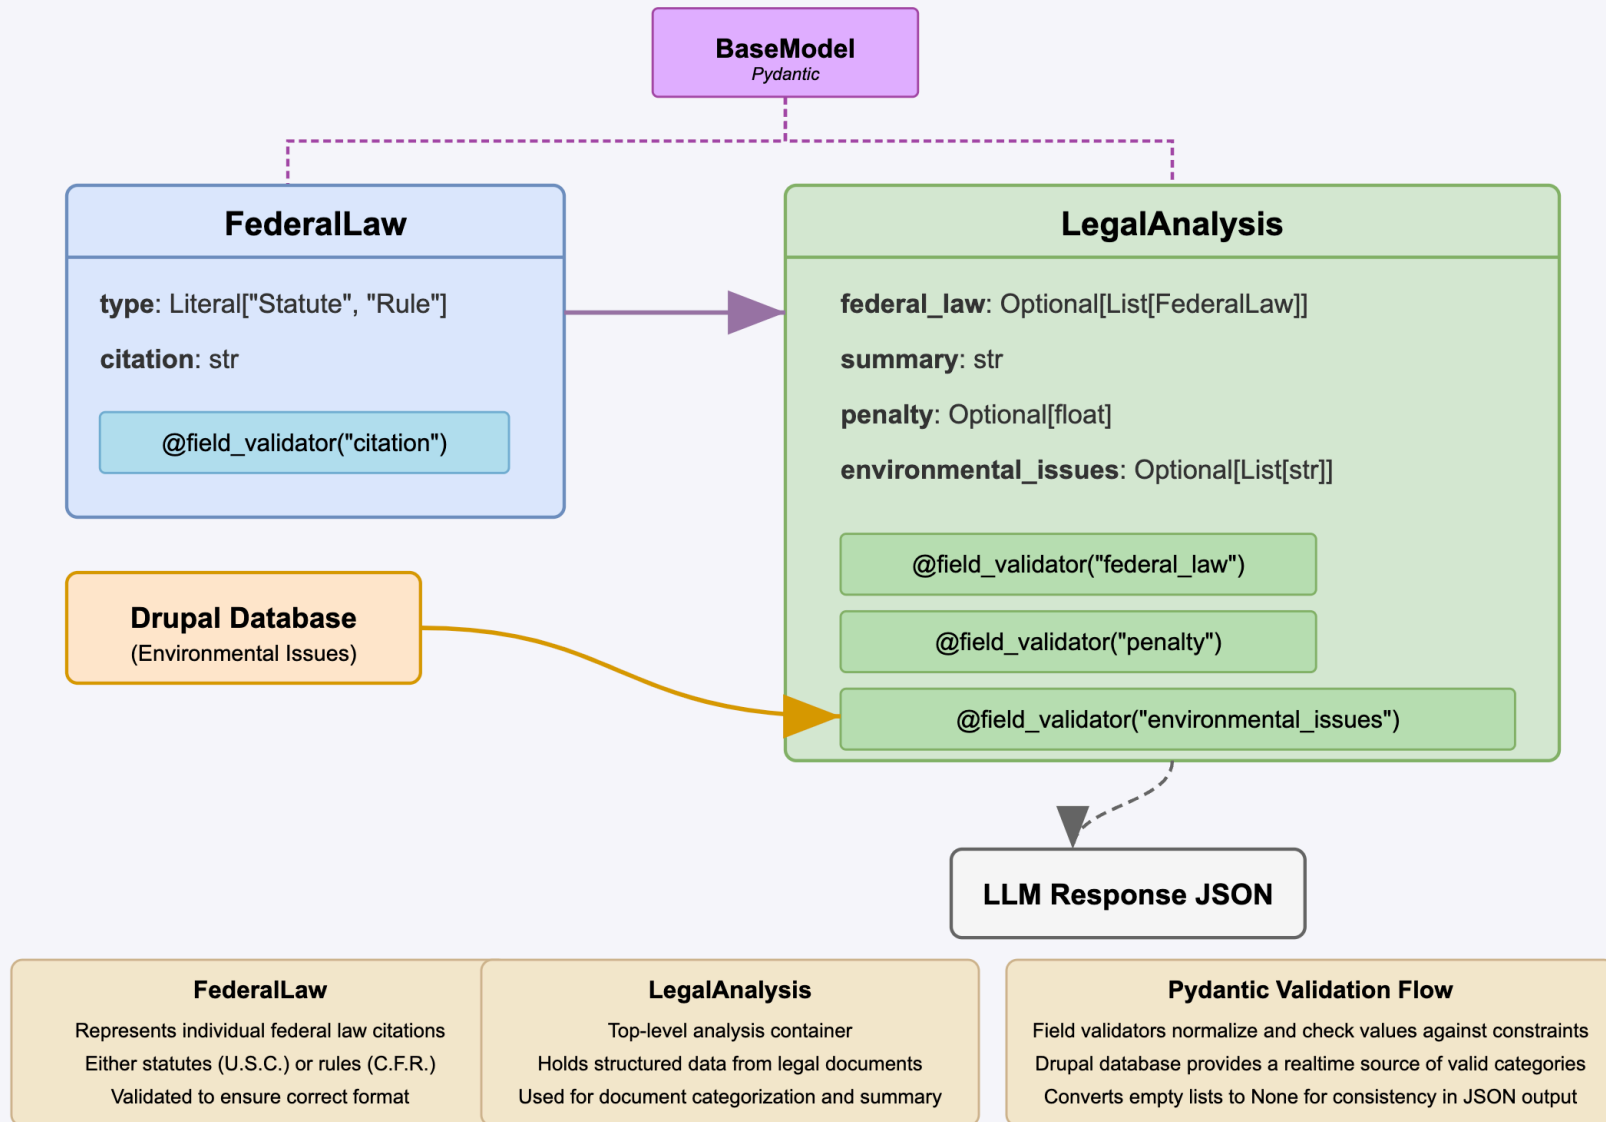 BaseModel
Pydantic
FederalLaw
type: Literal["Statute", "Rule"]
citation: str
@field_validator("citation")
LegalAnalysis
federal_law: Optional[List[FederalLaw]]
summary: str
penalty: Optional[float]
environmental_issues: Optional[List[str]]
@field_validator("federal_law")
@field_validator("penalty")
@field_validator("environmental_issues")
Drupal Database
(Environmental Issues)
LLM Response JSON
FederalLaw
Represents individual federal law citations
Either statutes (U.S.C.) or rules (C.F.R.)
Validated to ensure correct format
LegalAnalysis
Top-level analysis container
Holds structured data from legal documents
Used for document categorization and summary
Pydantic Validation Flow
Field validators normalize and check values against constraints
Drupal database provides a realtime source of valid categories
Converts empty lists to None for consistency in JSON output